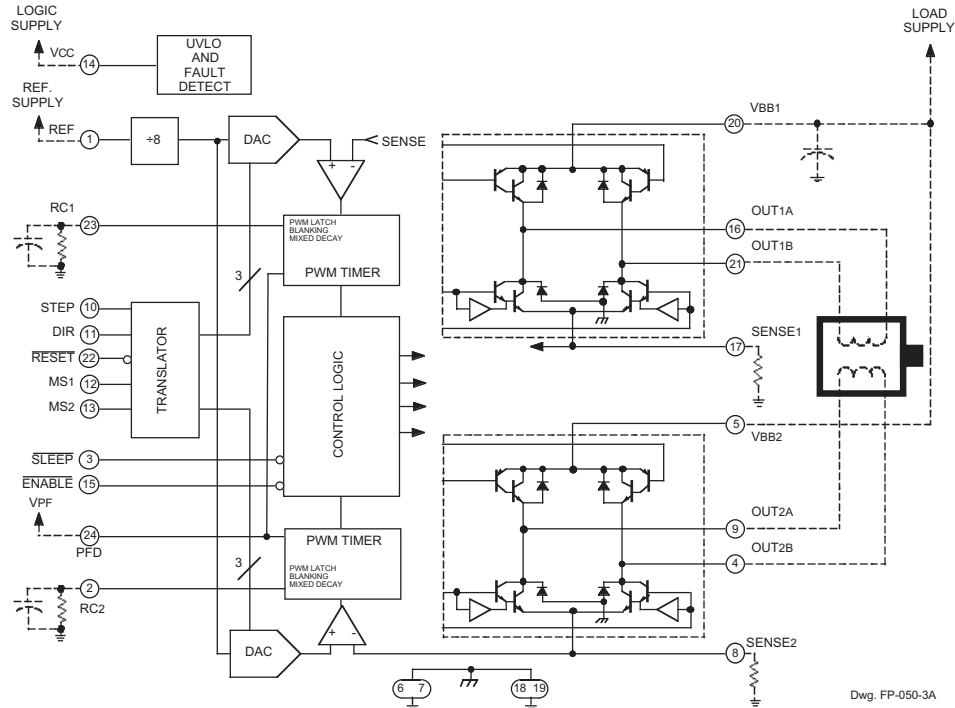 LOGIC
SUPPLY
LOAD
SUPPLY
VCC
14
UVLO
AND
FAULT
DETECT
REF.
SUPPLY
REF
1
÷8
DAC
+ -
SENSE
VBB1
20
RC1
23
PWM LATCH
BLANKING
MIXED DECAY
PWM TIMER
3
OUT1A
16
OUT1B
21
STEP 10
DIR 11
RESET 22
MS1 12
MS2 13
TRANSLATOR
CONTROL LOGIC
SENSE1
17
SLEEP 3
ENABLE 15
5
VBB2
VPF
24
PFD
PWM TIMER
PWM LATCH
BLANKING
MIXED DECAY
3
2
RC2
OUT2A
9
OUT2B
4
DAC
+ -
SENSE2
8
6 7
18 19
Dwg. FP-050-3A